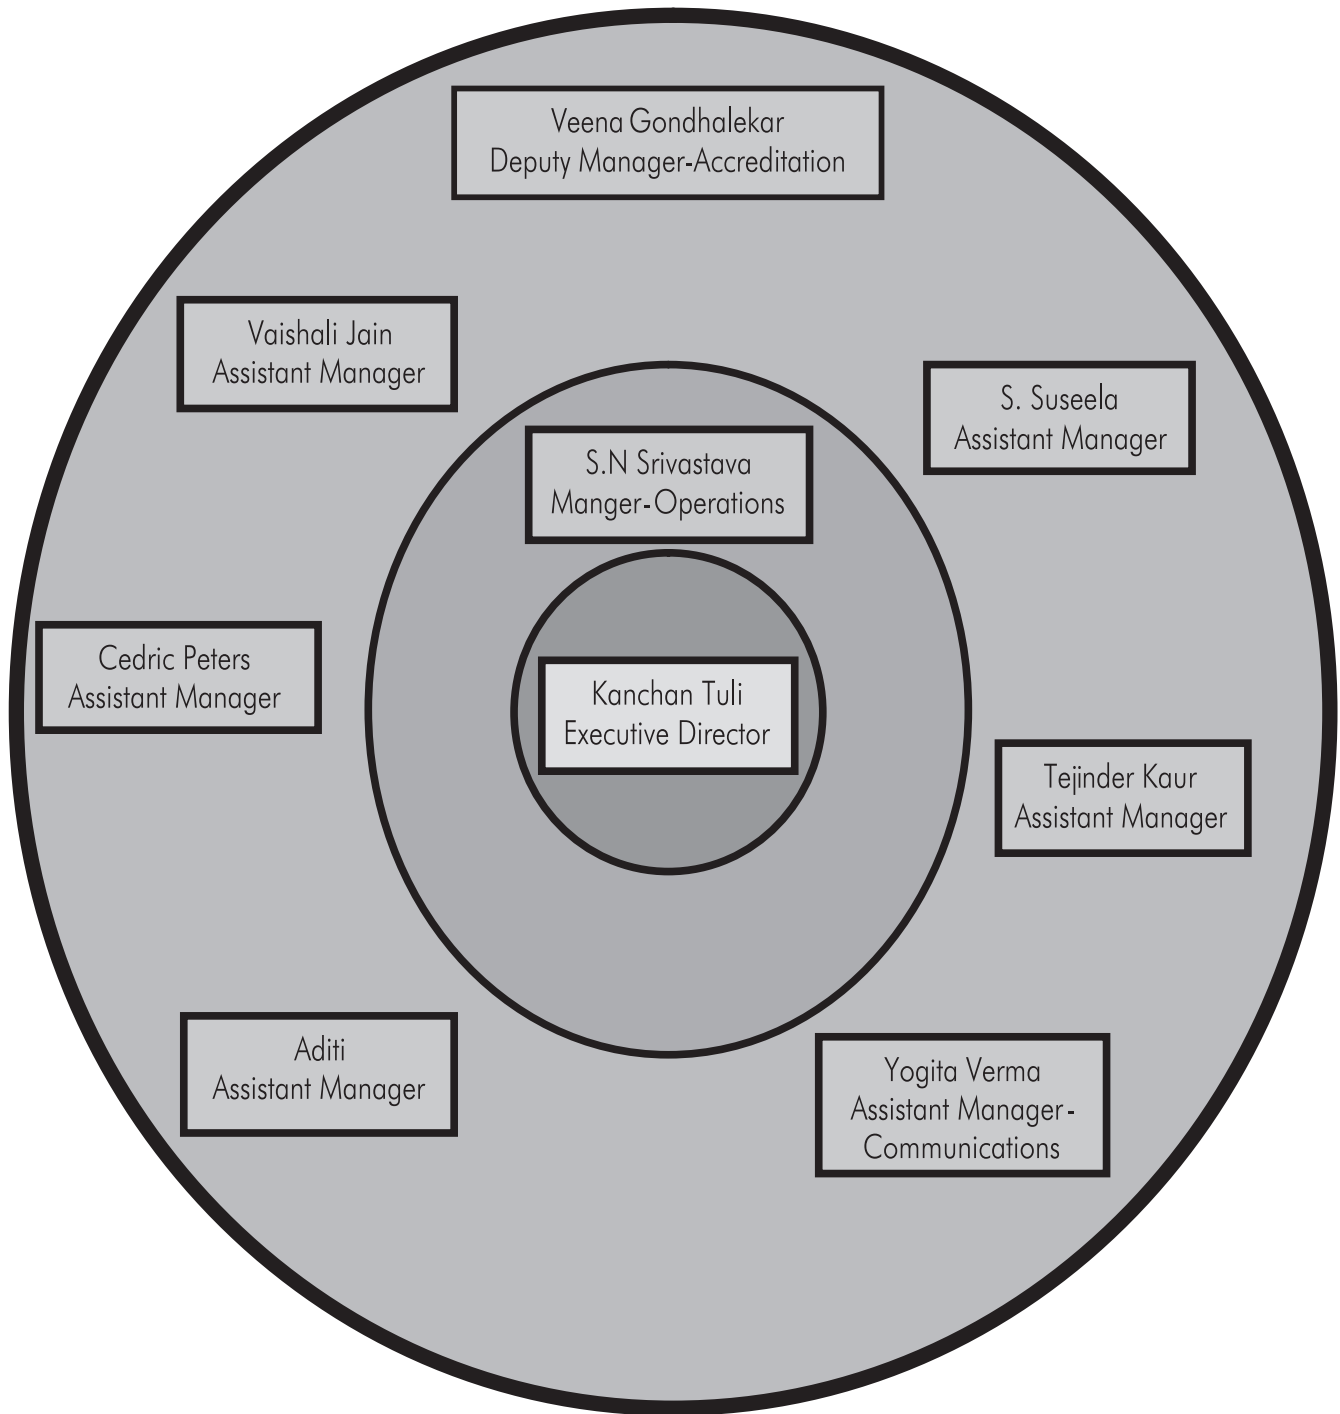 Veena Gondhalekar
Deputy Manager-Accreditation
Vaishali Jain
Assistant Manager
S. Suseela
Assistant Manager
S.N Srivastava
Manger-Operations
Cedric Peters
Assistant Manager
Kanchan Tuli
Executive Director
Tejinder Kaur
Assistant Manager
Aditi
Assistant Manager
Yogita Verma
Assistant Manager-
Communications